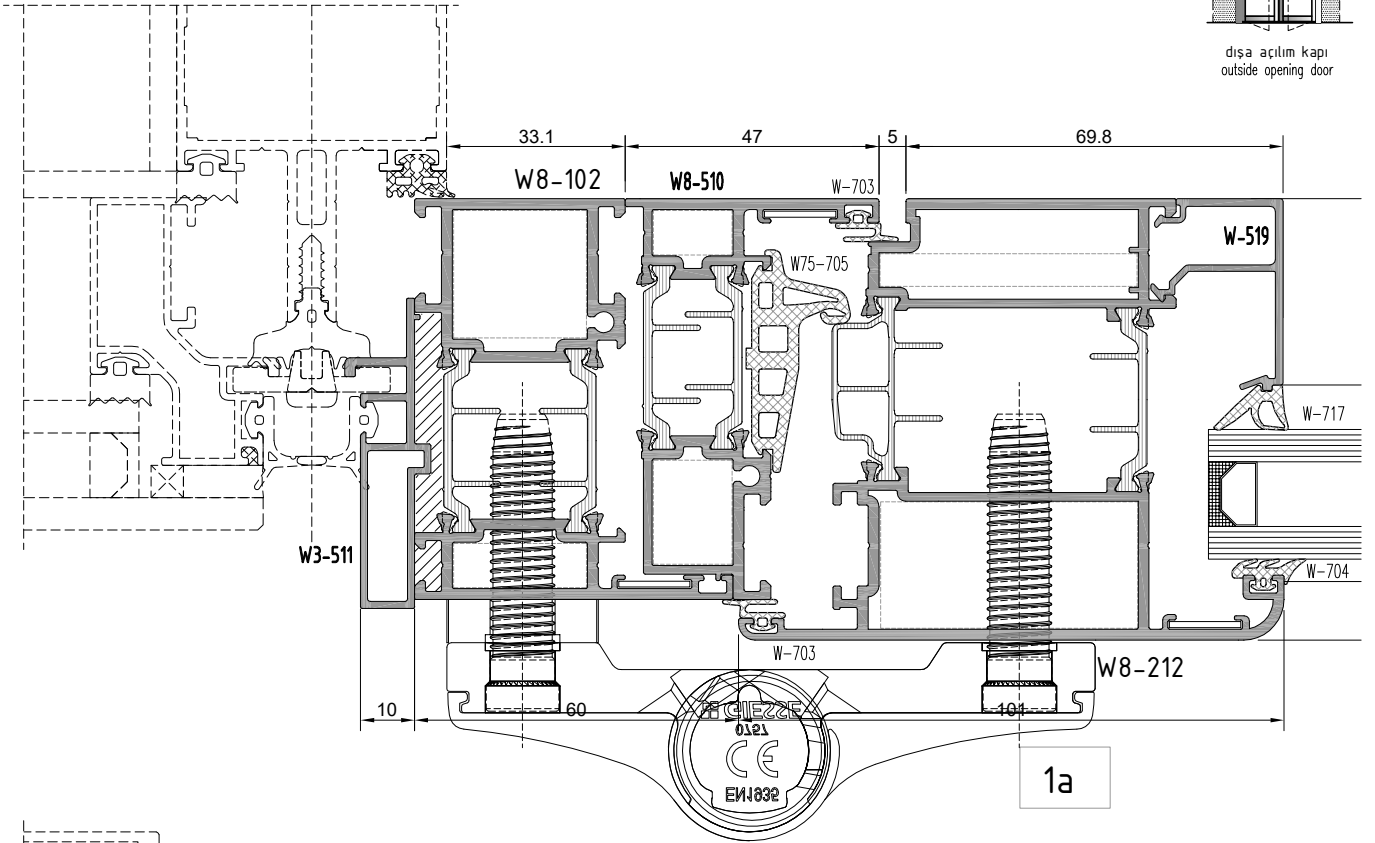 dışa açılım kapı
outside opening door
33.1
47
5
69.8
W8-102
W8-510
W-703
W-519
W75-705
W-717
W3-511
W-704
W-703
W8-212
10
60
101
GIESSE
0757
CE
EN1935
1a